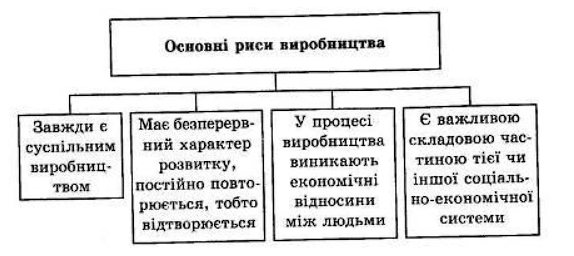 Основні риси виробництва
Завжди є
суспільним
виробниц-
твом
Має безперерв-
ний характер
розвитку,
постійно повто-
рюється, тобто
відтворюється
У процесі
виробництва
виникають
економічні
відносини
між людьми
Є важливою
складовою час-
тиною тієї чи
іншої соціаль-
но-економічної
системи